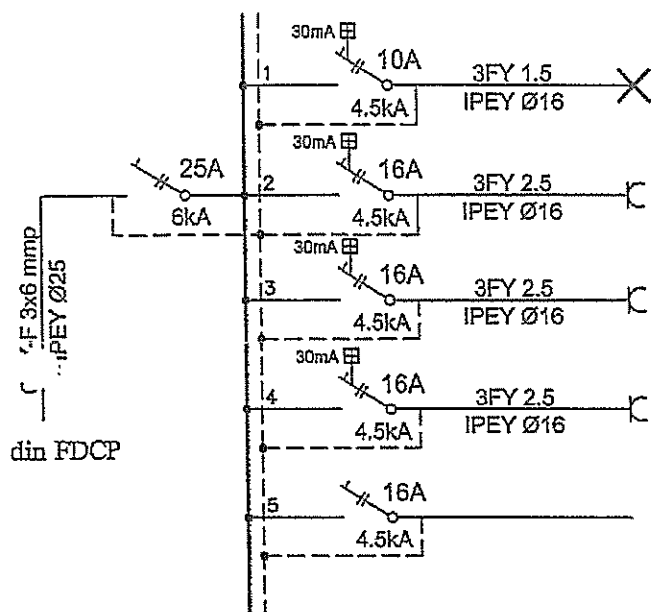 30mA
10A
1
3FY 1.5
4.5kA
IPEY Ø16
30mA
25A
16A
2
3FY 2.5
6kA
4.5kA
IPEY Ø16
30mA
16A
3
3FY 2.5
4.5kA
IPEY Ø16
3x6 mmp
IPEY Ø25
30mA
16A
4
3FY 2.5
4.5kA
IPEY Ø16
din FDCP
16A
5
4.5kA